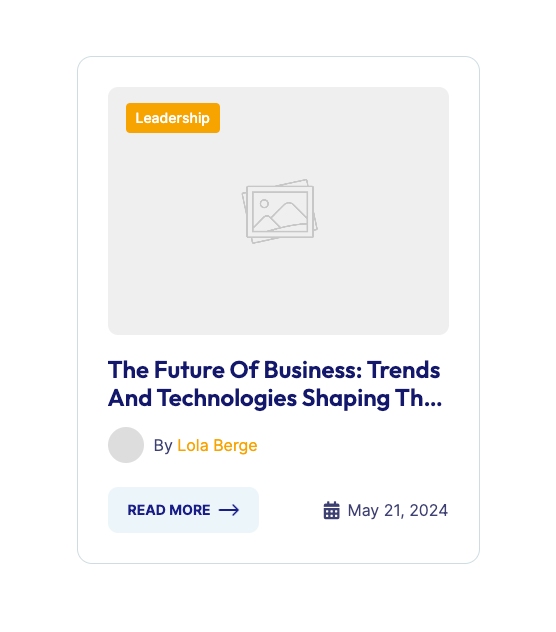 Leadership
The Future Of Business: Trends
And Technologies Shaping Th...
By Lola Berge
READ MORE
May 21, 2024